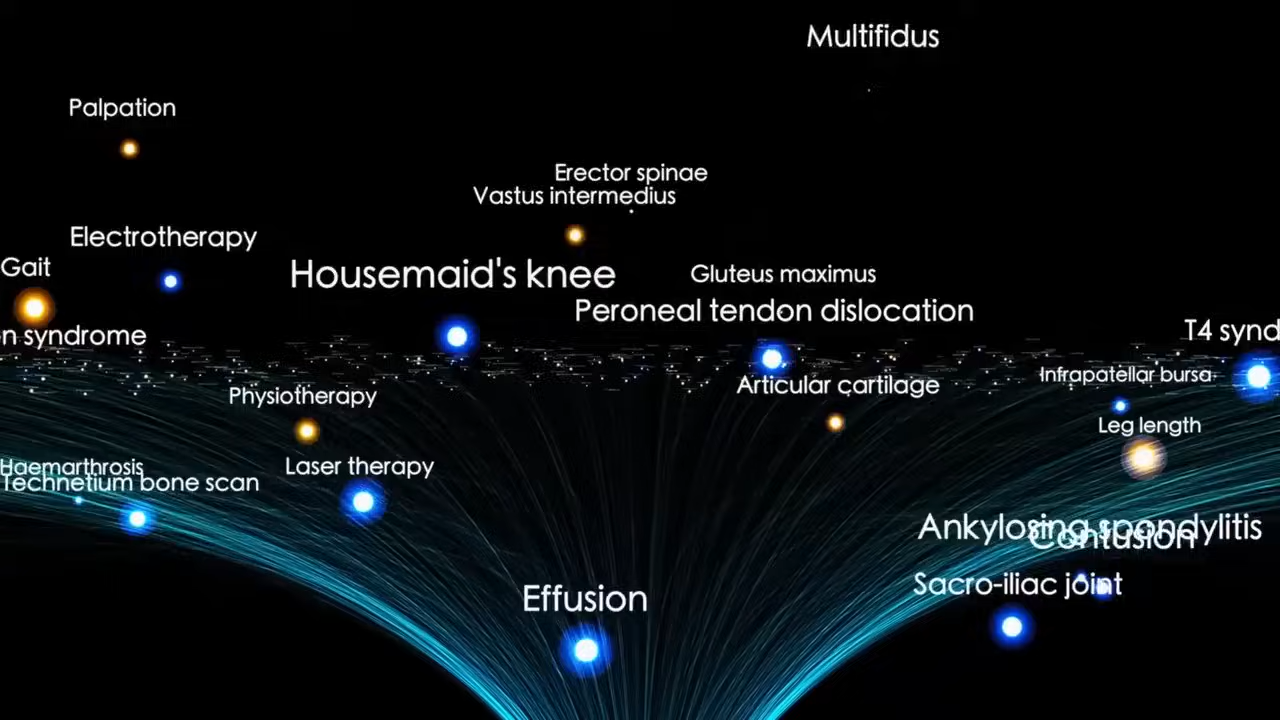 Multifidus
Palpation
Erector spinae
Vastus intermedius
Electrotherapy
Gait
Housemaid's knee
Gluteus maximus
Peroneal tendon dislocation
n syndrome
T4 synd
Infrapatellar bursa
Articular cartilage
Physiotherapy
Leg length
Haemarthrosis
Laser therapy
Technetium bone scan
Ankylosing spondylitis
Contusion
Sacro-iliac joint
Effusion